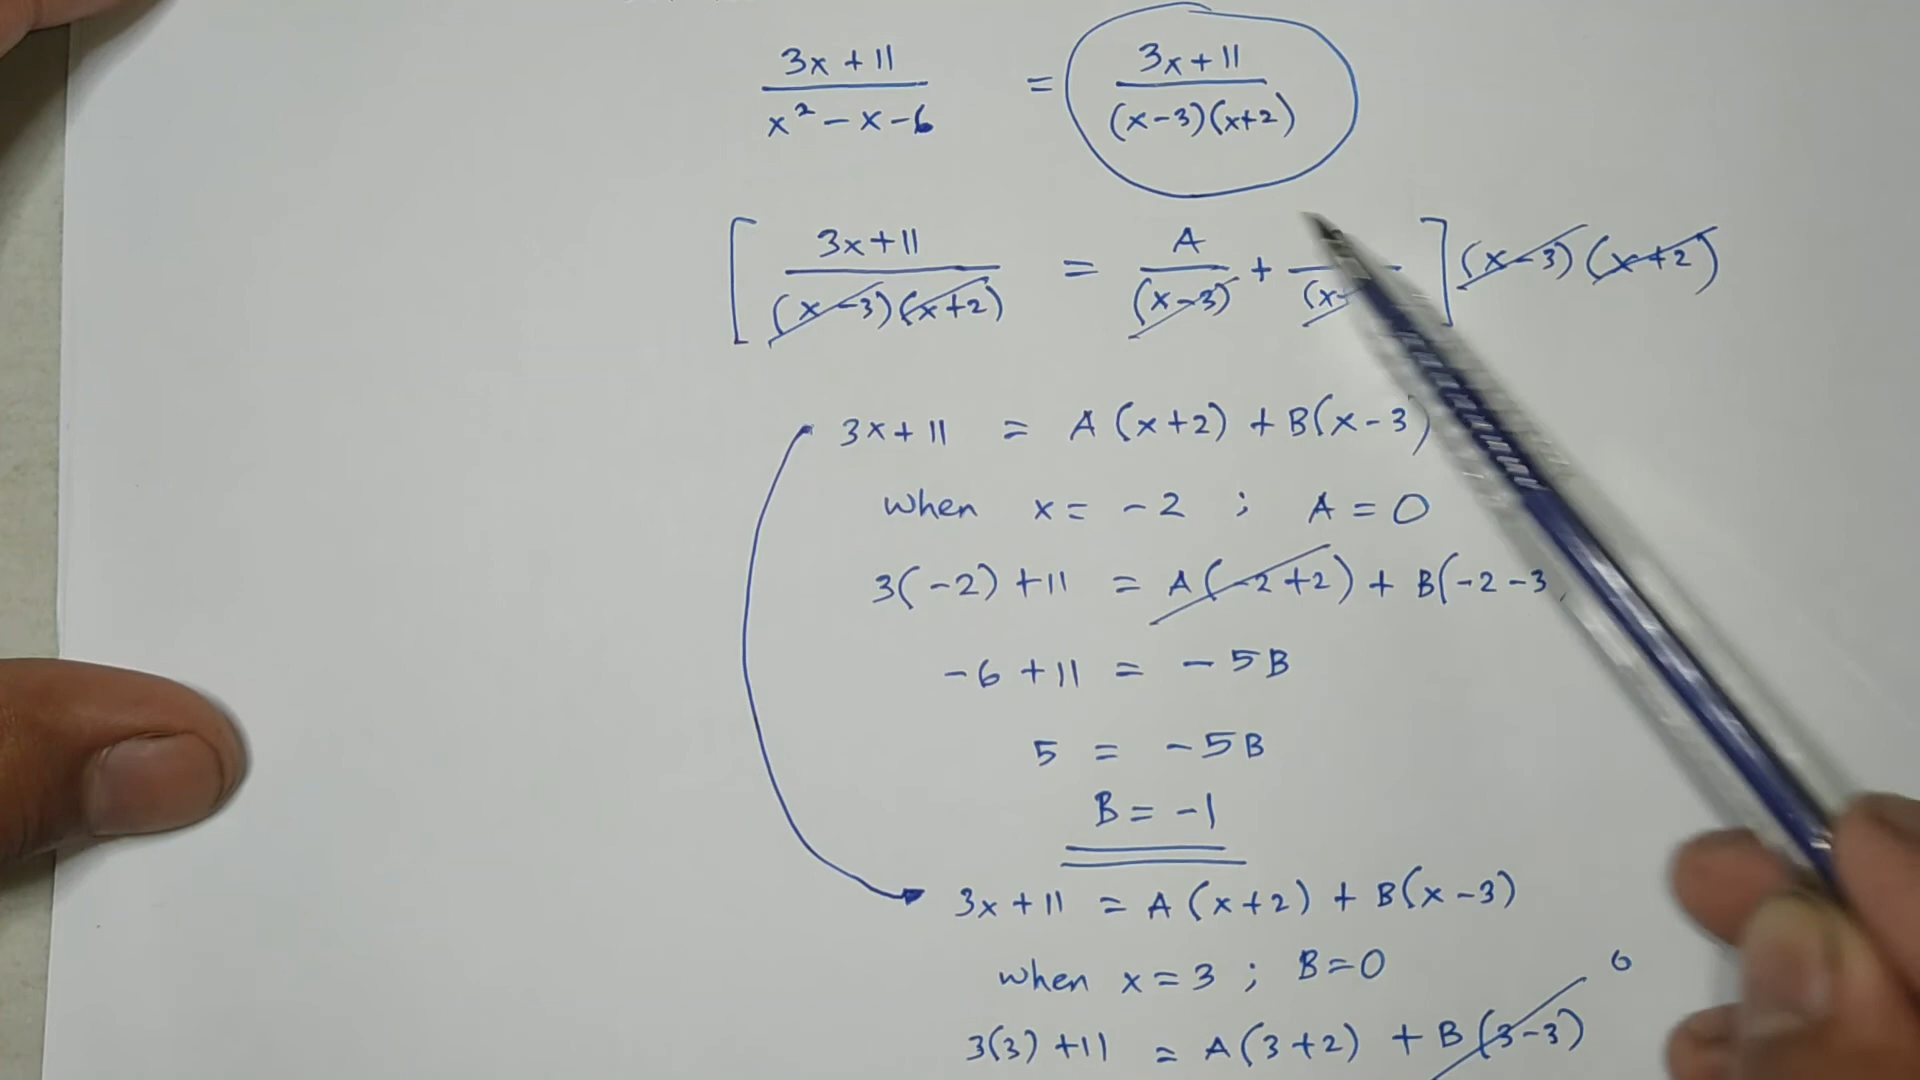 3x+11 / x² - x - 6 = 3x+11 / (x-3)(x+2)
[ 3x+11 / (x-3)(x+2) = A / (x-3) + / (x- ] (x-3)(x+2)
3x+11 = A(x+2) + B(x-3)
when x = -2 ; A = 0
3(-2) + 11 = A(-2+2) + B(-2-3
-6 + 11 = -5B
5 = -5B
B = -1
3x+11 = A(x+2) + B(x-3)
when x = 3 ; B=0
0
3(3) + 11 = A(3+2) + B(3-3)